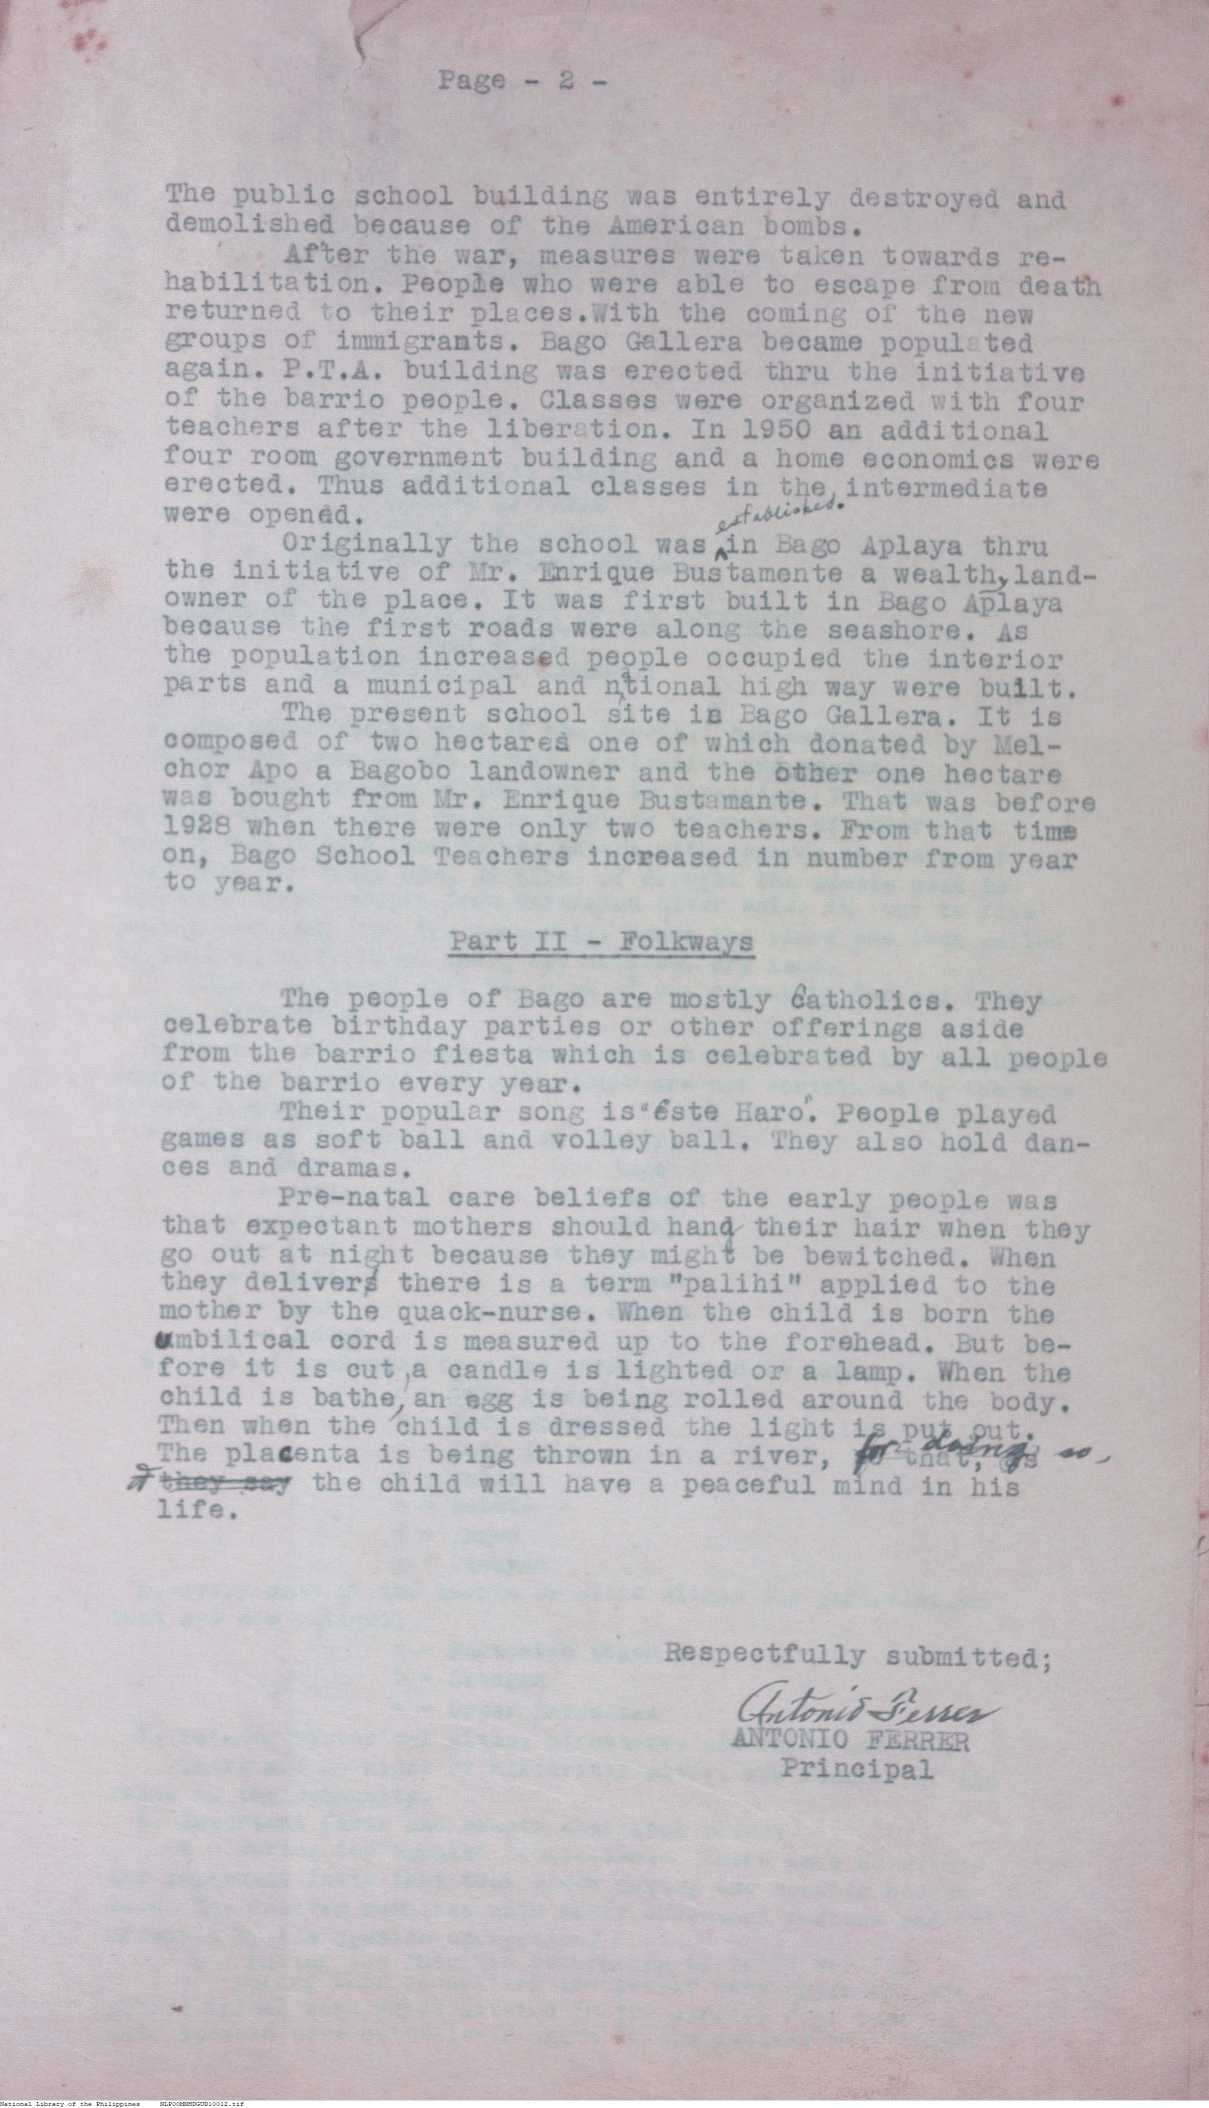 Page - 2 -
The public school building was entirely destroyed and
demolished because of the American bombs.
After the war, measures were taken towards re-
habilitation. People who were able to escape from death
returned to their places.With the coming of the new
groups of immigrants. Bago Gallera became populated
again. P.T.A. building was erected thru the initiative
of the barrio people. Classes were organized with four
teachers after the liberation. In 1950 an additional
four room government building and a home economics were
erected. Thus additional classes in the, intermediate
were opened.
established.
Originally the school was in Bago Aplaya thru
the initiative of Mr. Enrique Bustamente a wealthy land-
owner of the place. It was first built in Bago Aplaya
because the first roads were along the seashore. As
the population increased people occupied the interior
parts and a municipal and national high way were built.
The present school site is Bago Gallera. It is
composed of two hectares one of which donated by Mel-
chor Apo a Bagobo landowner and the other one hectare
was bought from Mr. Enrique Bustamante. That was before
1928 when there were only two teachers. From that time
on, Bago School Teachers increased in number from year
to year.
Part II - Folkways
The people of Bago are mostly Catholics. They
celebrate birthday parties or other offerings aside
from the barrio fiesta which is celebrated by all people
of the barrio every year.
Their popular song is "este Haro". People played
games as soft ball and volley ball. They also hold dan-
ces and dramas.
Pre-natal care beliefs of the early people was
that expectant mothers should hang their hair when they
go out at night because they might be bewitched. When
they deliver, there is a term "palihi" applied to the
mother by the quack-nurse. When the child is born the
umbilical cord is measured up to the forehead. But be-
fore it is cut, a candle is lighted or a lamp. When the
child is bathe, an egg is being rolled around the body.
Then when the child is dressed the light is put out.
The placenta is being thrown in a river, for doing so,
they say the child will have a peaceful mind in his
life.
Respectfully submitted;
Antonio Ferrer
ANTONIO FERRER
Principal
National Library of the Philippines